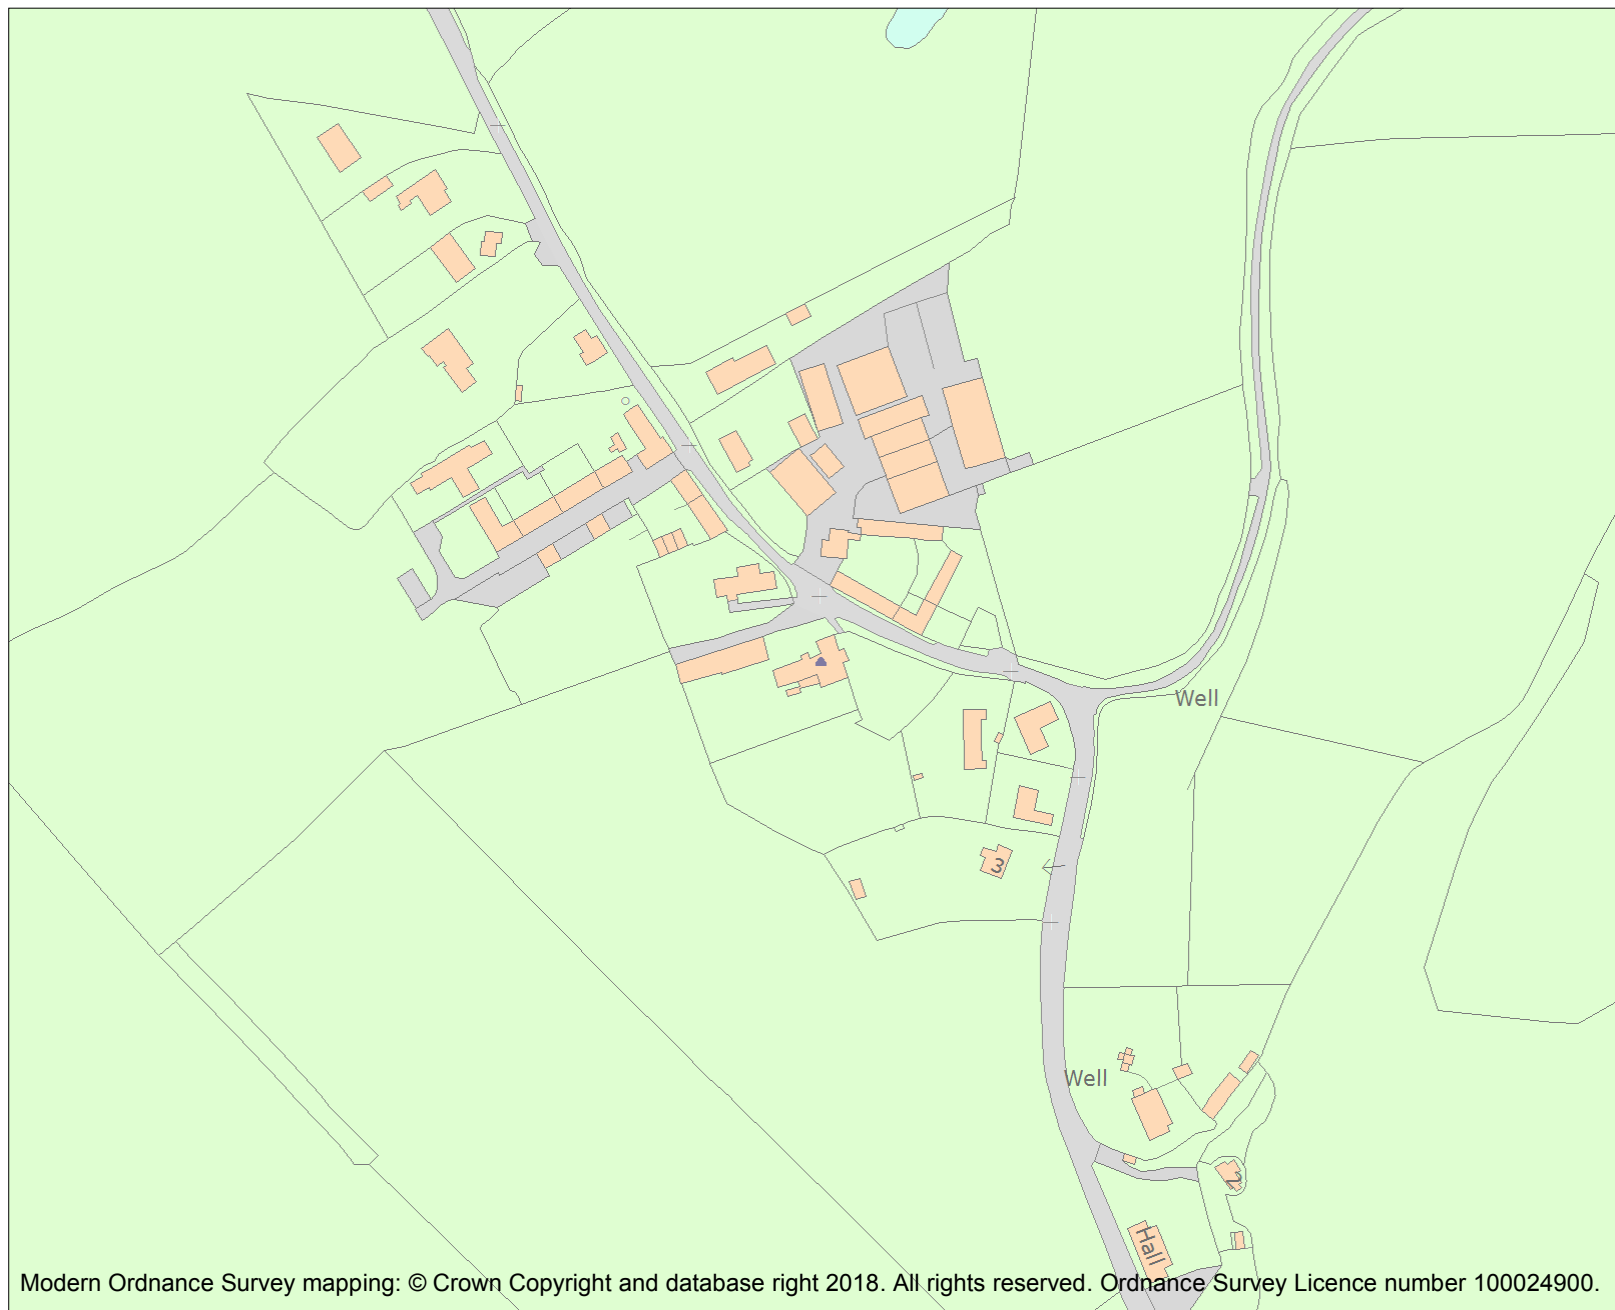 Well
3
Well
2
Hall
Modern Ordnance Survey mapping: © Crown Copyright and database right 2018. All rights reserved. Ordnance Survey Licence number 100024900.